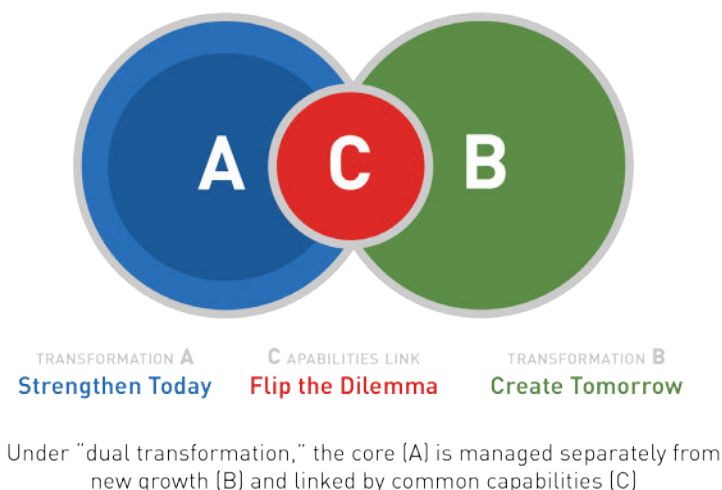 A C B
TRANSFORMATION A
Strengthen Today
C APABILITIES LINK
Flip the Dilemma
TRANSFORMATION B
Create Tomorrow
Under “dual transformation,” the core (A) is managed separately from
new growth (B) and linked by common capabilities (C)